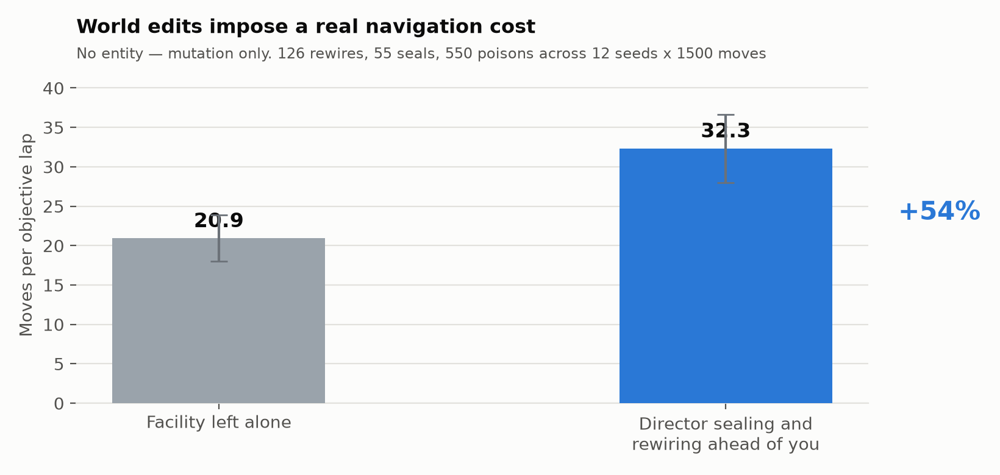 World edits impose a real navigation cost
No entity — mutation only. 126 rewires, 55 seals, 550 poisons across 12 seeds x 1500 moves
Moves per objective lap
40
35
30
25
20
15
10
5
0
20.9
32.3
+54%
Facility left alone
Director sealing and
rewiring ahead of you